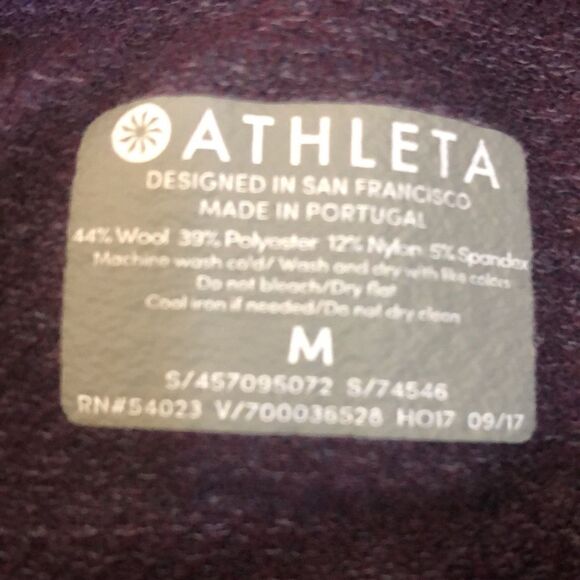 ATHLETA
DESIGNED IN SAN FRANCISCO
MADE IN PORTUGAL
44% Wool 39% Polyester 12% Nylon 5% Spandex
Machine wash cold/Wash and dry with like colors
Do not bleach/Dry flat
Cool iron if needed/Do not dry clean
M
S/457095072 S/74546
RN#54023 V/700036528 HO17 09/17